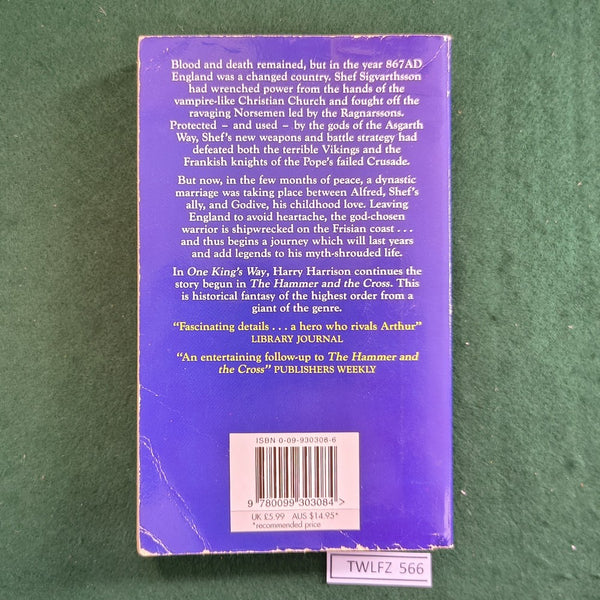 Blood and death remained, but in the year 867AD
England was a changed country. Shef Sigvarthsson
had wrenched power from the hands of the
vampire-like Christian Church and fought off the
ravaging Norsemen led by the Ragnarssons.
Protected – and used – by the gods of the Asgarth
Way, Shef's new weapons and battle strategy had
defeated both the terrible Vikings and the
Frankish knights of the Pope's failed Crusade.
But now, in the few months of peace, a dynastic
marriage was taking place between Alfred, Shef's
ally, and Godive, his childhood love. Leaving
England to avoid heartache, the god-chosen
warrior is shipwrecked on the Frisian coast . . .
and thus begins a journey which will last years
and add legends to his myth-shrouded life.
In One King's Way, Harry Harrison continues the
story begun in The Hammer and the Cross. This
is historical fantasy of the highest order from a
giant of the genre.
"Fascinating details . . . a hero who rivals Arthur"
LIBRARY JOURNAL
"An entertaining follow-up to The Hammer and
the Cross" PUBLISHERS WEEKLY
ISBN 0-09-930308-6
9 780099 303084 >
UK £5.99 AUS $14.95*
*recommended price
TWLFZ 566